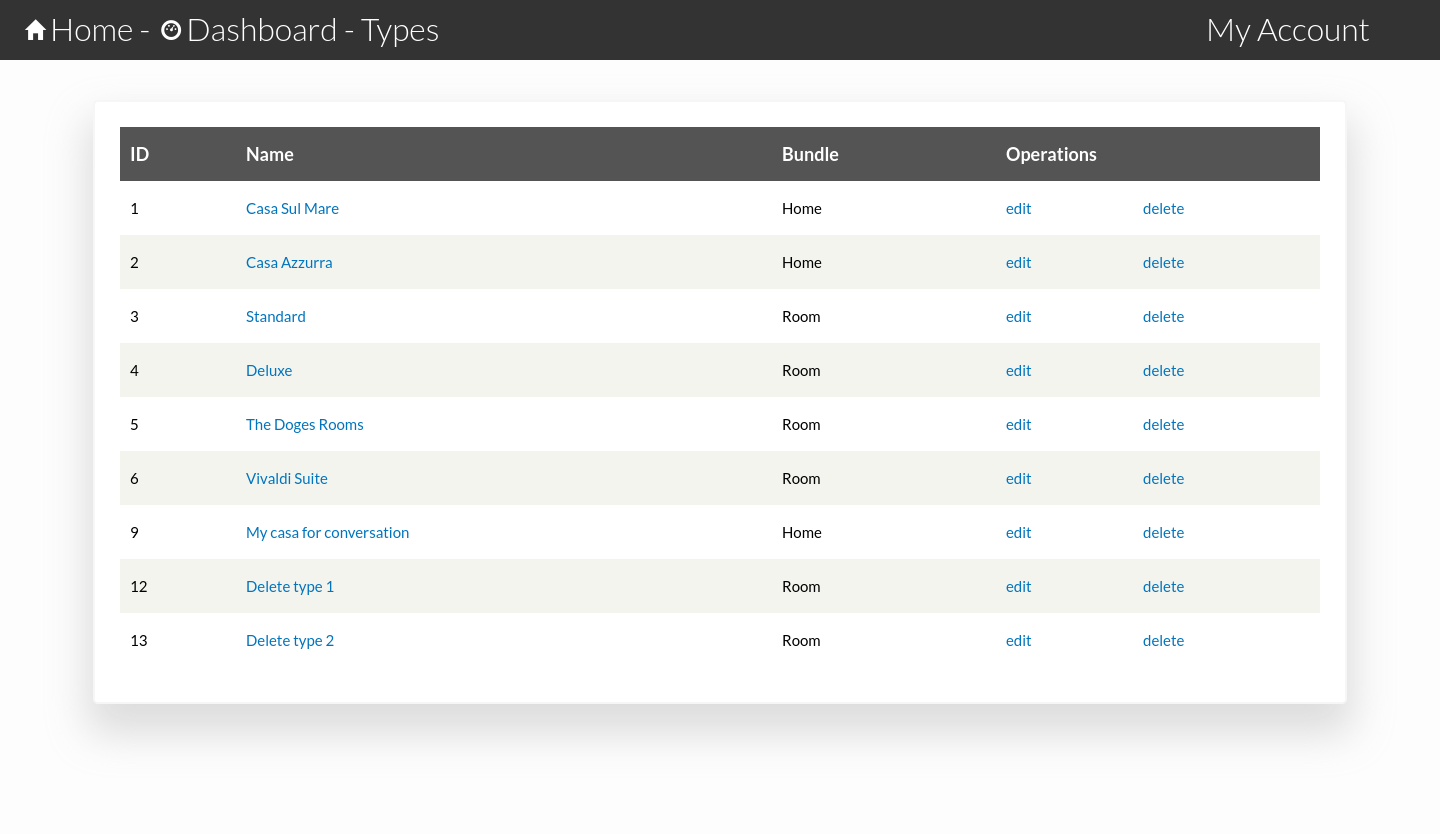 Home - Dashboard - Types My Account
ID Name Bundle Operations
1 Casa Sul Mare Home edit delete
2 Casa Azzurra Home edit delete
3 Standard Room edit delete
4 Deluxe Room edit delete
5 The Doges Rooms Room edit delete
6 Vivaldi Suite Room edit delete
9 My casa for conversation Home edit delete
12 Delete type 1 Room edit delete
13 Delete type 2 Room edit delete